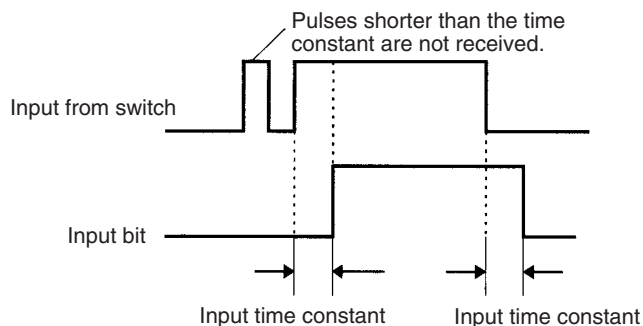 Pulses shorter than the time
constant are not received.
Input from switch
Input bit
Input time constant
Input time constant